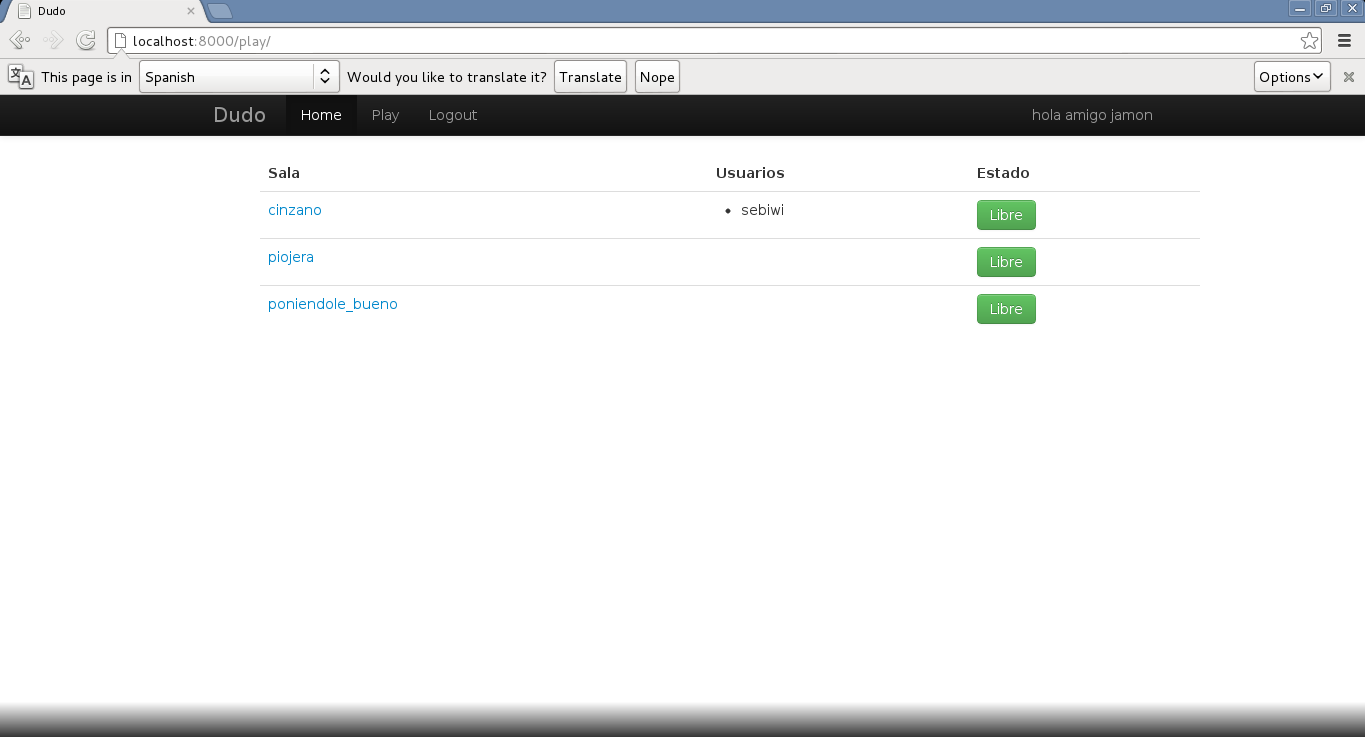 Dudo
localhost:8000/play/
This page is in Spanish Would you like to translate it? Translate Nope Options
Dudo Home Play Logout hola amigo jamon
Sala Usuarios Estado
cinzano • sebiwi Libre
piojera Libre
poniendole_bueno Libre